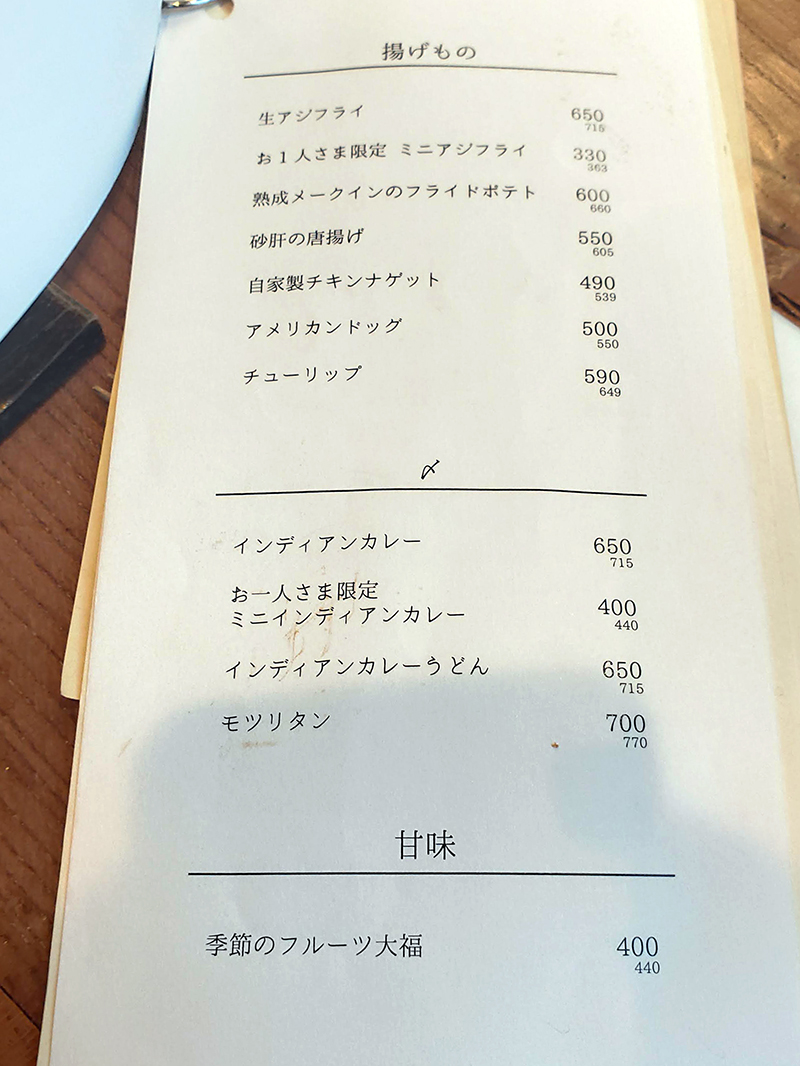 揚げもの
生アジフライ 650
715
お1人さま限定 ミニアジフライ 330
363
熟成メークインのフライドポテト 600
660
砂肝の唐揚げ 550
605
自家製チキンナゲット 490
539
アメリカンドッグ 500
550
チューリップ 590
649
〆
インディアンカレー 650
715
お一人さま限定
ミニインディアンカレー 400
440
インディアンカレーうどん 650
715
モツリタン 700
770
甘味
季節のフルーツ大福 400
440